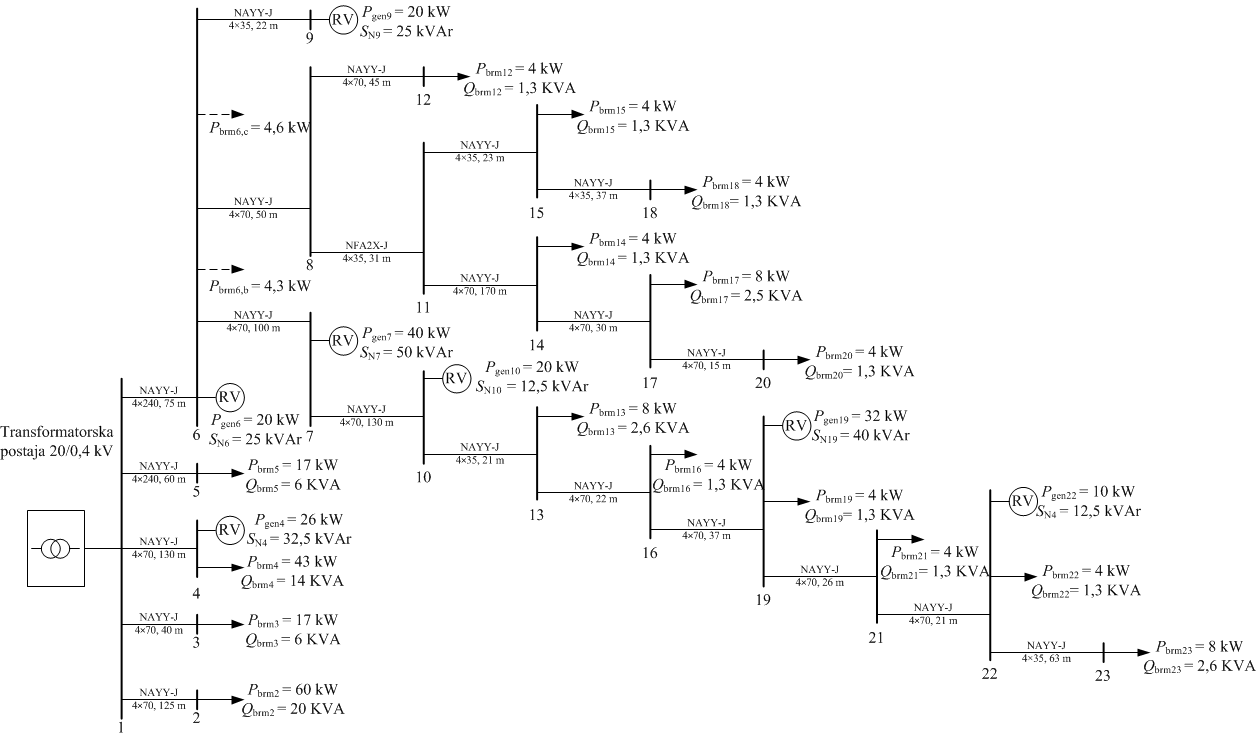 NAYY-J
4×35, 22 m
9
RV
Pgen9 = 20 kW
SN9 = 25 kVAr
Pbrm6,c = 4,6 kW
NAYY-J
4×70, 45 m
12
Pbrm12 = 4 kW
Qbrm12 = 1,3 KVA
Pbrm15 = 4 kW
Qbrm15 = 1,3 KVA
NAYY-J
4×35, 23 m
15
NAYY-J
4×35, 37 m
18
Pbrm18 = 4 kW
Qbrm18= 1,3 KVA
NAYY-J
4×70, 50 m
8
NFA2X-J
4×35, 31 m
11
Pbrm14 = 4 kW
Qbrm14 = 1,3 KVA
NAYY-J
4×70, 170 m
14
Pbrm17 = 8 kW
Qbrm17 = 2,5 KVA
NAYY-J
4×70, 30 m
17
NAYY-J
4×70, 15 m
20
Pbrm20 = 4 kW
Qbrm20= 1,3 KVA
Pbrm6,b = 4,3 kW
NAYY-J
4×70, 100 m
RV
Pgen7 = 40 kW
SN7 = 50 kVAr
7
NAYY-J
4×70, 130 m
RV
Pgen10 = 20 kW
SN10 = 12,5 kVAr
10
NAYY-J
4×35, 21 m
Pbrm13 = 8 kW
Qbrm13 = 2,6 KVA
13
NAYY-J
4×70, 22 m
Pbrm16 = 4 kW
Qbrm16 = 1,3 KVA
16
NAYY-J
4×70, 37 m
RV
Pgen19 = 32 kW
SN19 = 40 kVAr
Pbrm19 = 4 kW
Qbrm19= 1,3 KVA
19
NAYY-J
4×70, 26 m
Pbrm21 = 4 kW
Qbrm21 = 1,3 KVA
21
NAYY-J
4×70, 21 m
RV
Pgen22 = 10 kW
SN4 = 12,5 kVAr
Pbrm22 = 4 kW
Qbrm22= 1,3 KVA
22
NAYY-J
4×35, 63 m
23
Pbrm23 = 8 kW
Qbrm23 = 2,6 KVA
Transformatorska
postaja 20/0,4 kV
NAYY-J
4×240, 75 m
6
RV
Pgen6 = 20 kW
SN6 = 25 kVAr
NAYY-J
4×240, 60 m
5
Pbrm5 = 17 kW
Qbrm5 = 6 KVA
NAYY-J
4×70, 130 m
4
RV
Pgen4 = 26 kW
SN4 = 32,5 kVAr
Pbrm4 = 43 kW
Qbrm4 = 14 KVA
NAYY-J
4×70, 40 m
3
Pbrm3 = 17 kW
Qbrm3 = 6 KVA
NAYY-J
4×70, 125 m
2
Pbrm2 = 60 kW
Qbrm2 = 20 KVA
1